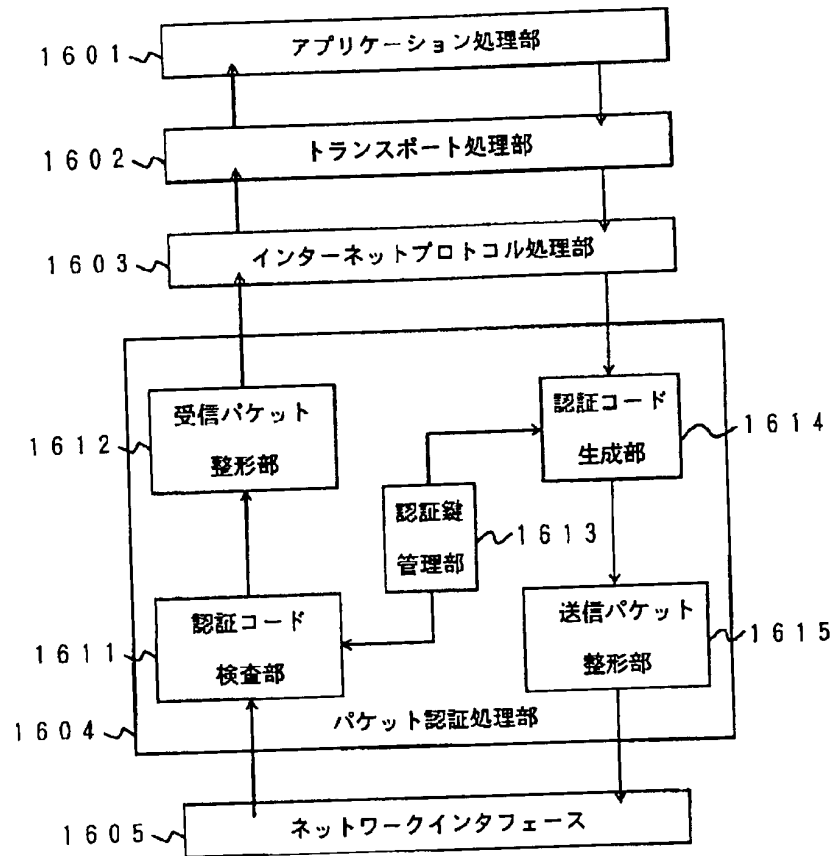 1601
アプリケーション処理部
1602
トランスポート処理部
1603
インターネットプロトコル処理部
1612
受信パケット
整形部
認証コード
生成部
1614
認証鍵
管理部
1613
1611
認証コード
検査部
送信パケット
整形部
1615
1604
パケット認証処理部
1605
ネットワークインタフェース